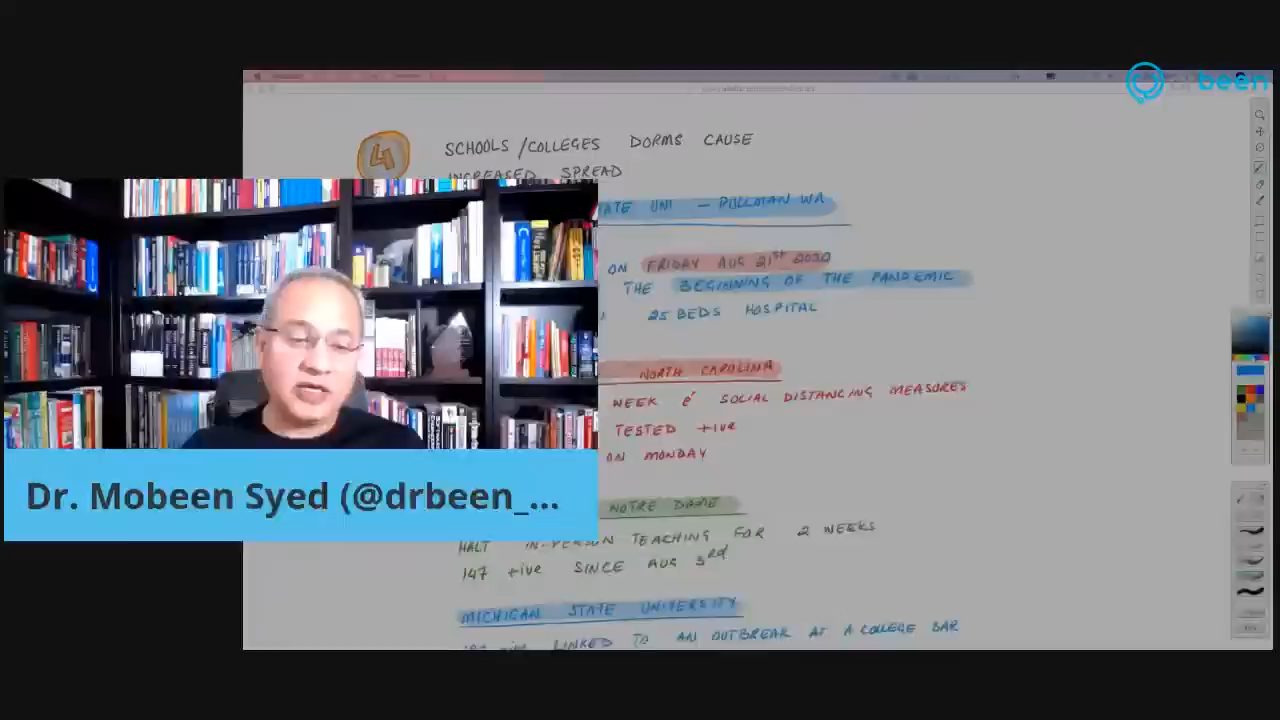 been
4
SCHOOLS/COLLEGES DORMS CAUSE
INCREASED SPREAD
ATE UNI – PULLMAN WA
ON FRIDAY AUG 21ST 2020
THE BEGINNING OF THE PANDEMIC
25 BEDS HOSPITAL
NORTH CAROLINA
WEEK c̄ SOCIAL DISTANCING MEASURES
TESTED +ive
ON MONDAY
Dr. Mobeen Syed (@drbeen_...
NOTRE DAME
HALT IN-PERSON TEACHING FOR 2 WEEKS
147 +ive SINCE AUG 3rd
MICHIGAN STATE UNIVERSITY
LINKED TO AN OUTBREAK AT A COLLEGE BAR